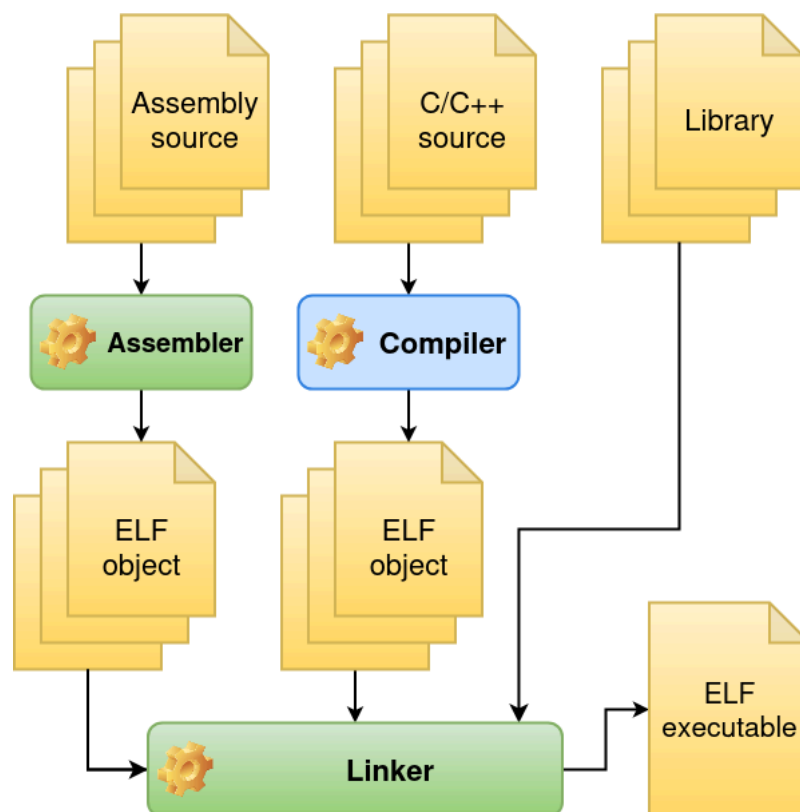 Assembly
source
C/C++
source
Library
Assembler
Compiler
ELF
object
ELF
object
ELF
executable
Linker